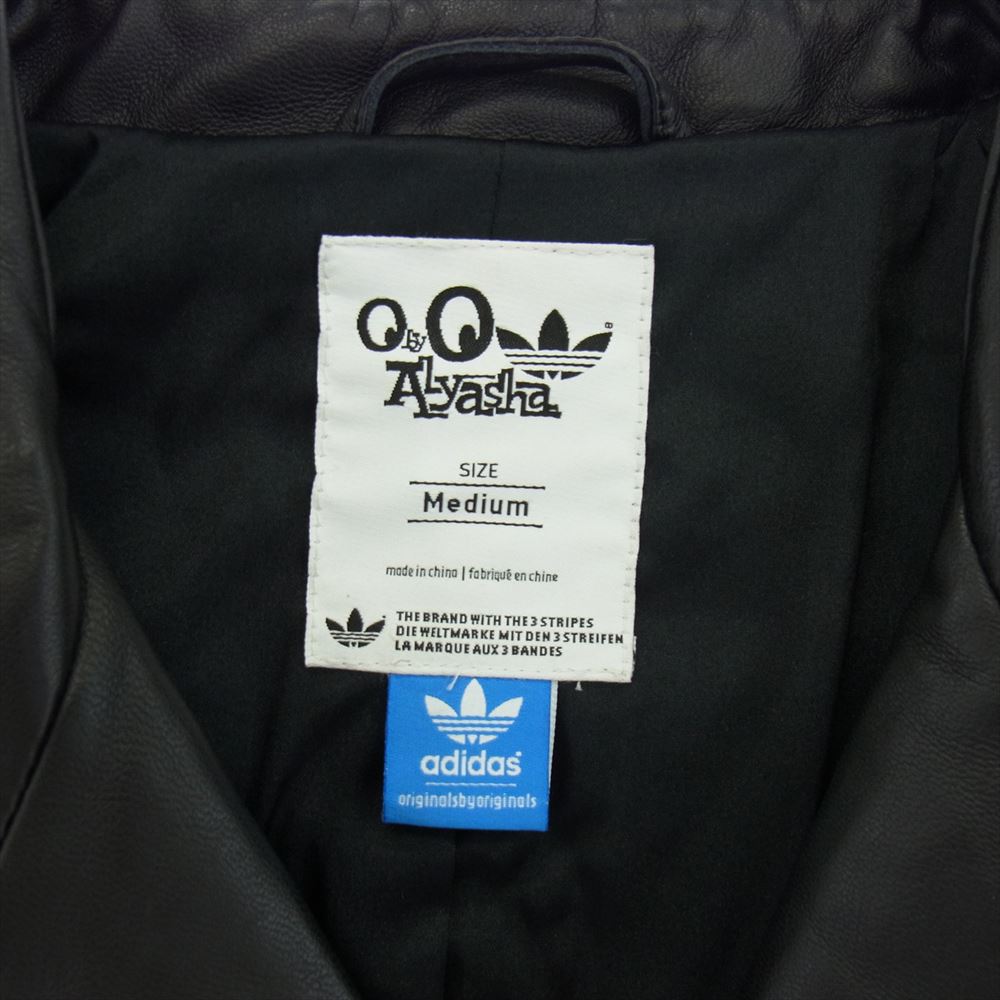 O by O
Alyasha
SIZE
Medium
made in china | fabriqué en chine
THE BRAND WITH THE 3 STRIPES
DIE WELTMARKE MIT DEN 3 STREIFEN
LA MARQUE AUX 3 BANDES
adidas
originalsbyoriginals